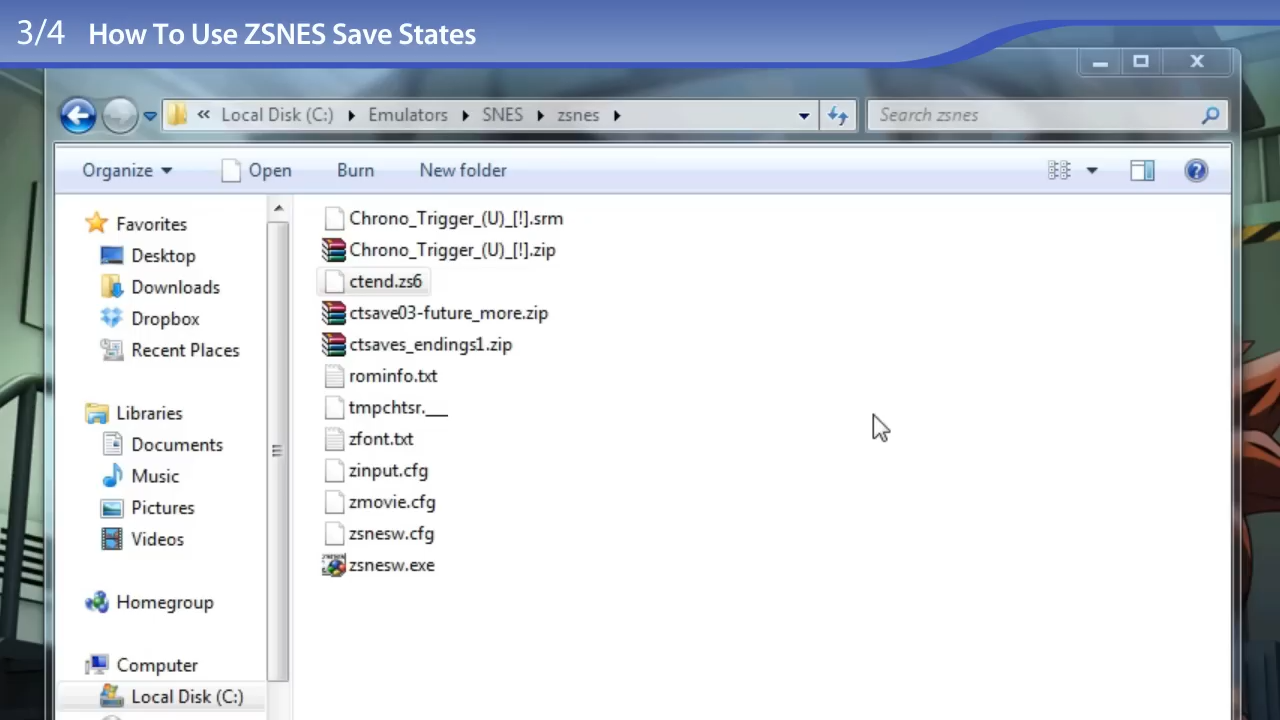 3/4 How To Use ZSNES Save States
« Local Disk (C:) Emulators SNES zsnes
Search zsnes
Organize Open Burn New folder
Favorites
Desktop
Downloads
Dropbox
Recent Places
Libraries
Documents
Music
Pictures
Videos
Homegroup
Computer
Local Disk (C:)
Chrono_Trigger_(U)_[!].srm
Chrono_Trigger_(U)_[!].zip
ctend.zs6
ctsave03-future_more.zip
ctsaves_endings1.zip
rominfo.txt
tmpchtsr.___
zfont.txt
zinput.cfg
zmovie.cfg
zsnesw.cfg
zsnesw.exe